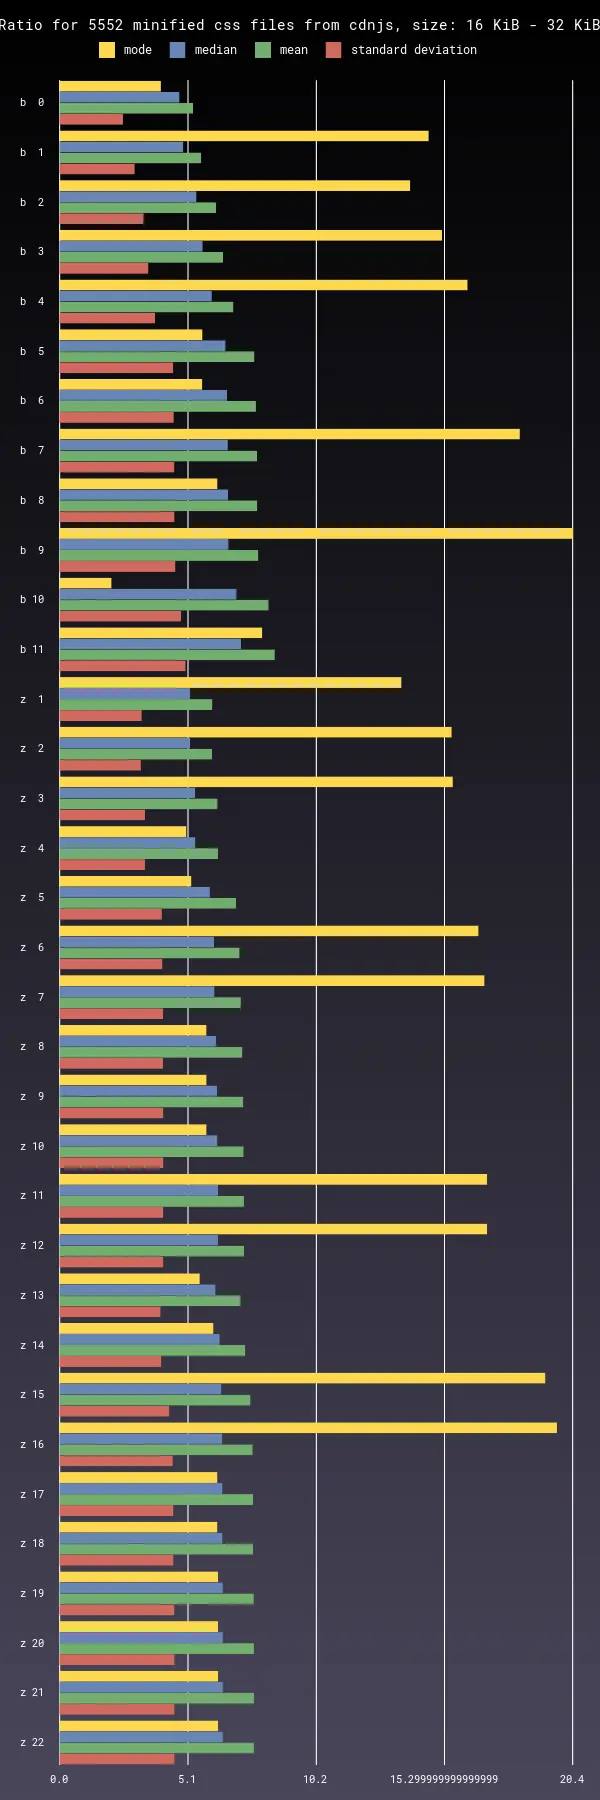 Ratio for 5552 minified css files from cdnjs, size: 16 KiB - 32 KiB
mode median mean standard deviation
b 0
b 1
b 2
b 3
b 4
b 5
b 6
b 7
b 8
b 9
b 10
b 11
z 1
z 2
z 3
z 4
z 5
z 6
z 7
z 8
z 9
z 10
z 11
z 12
z 13
z 14
z 15
z 16
z 17
z 18
z 19
z 20
z 21
z 22
0.0 5.1 10.2 15.299999999999999 20.4